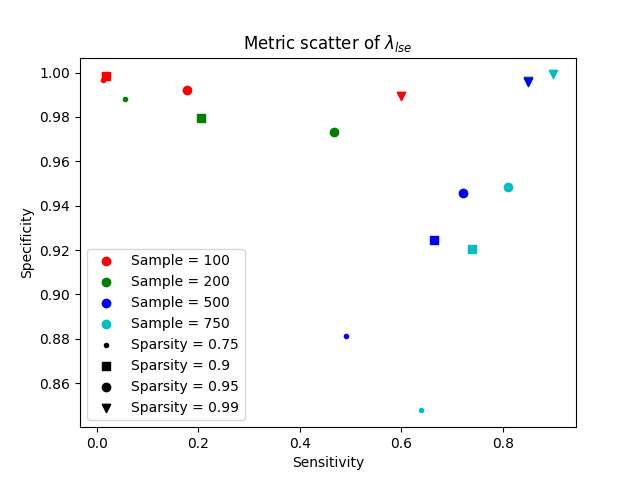 Metric scatter of λlse
1.00
0.98
0.96
0.94
0.92
0.90
0.88
0.86
Specificity
Sample = 100
Sample = 200
Sample = 500
Sample = 750
Sparsity = 0.75
Sparsity = 0.9
Sparsity = 0.95
Sparsity = 0.99
0.0 0.2 0.4 0.6 0.8
Sensitivity